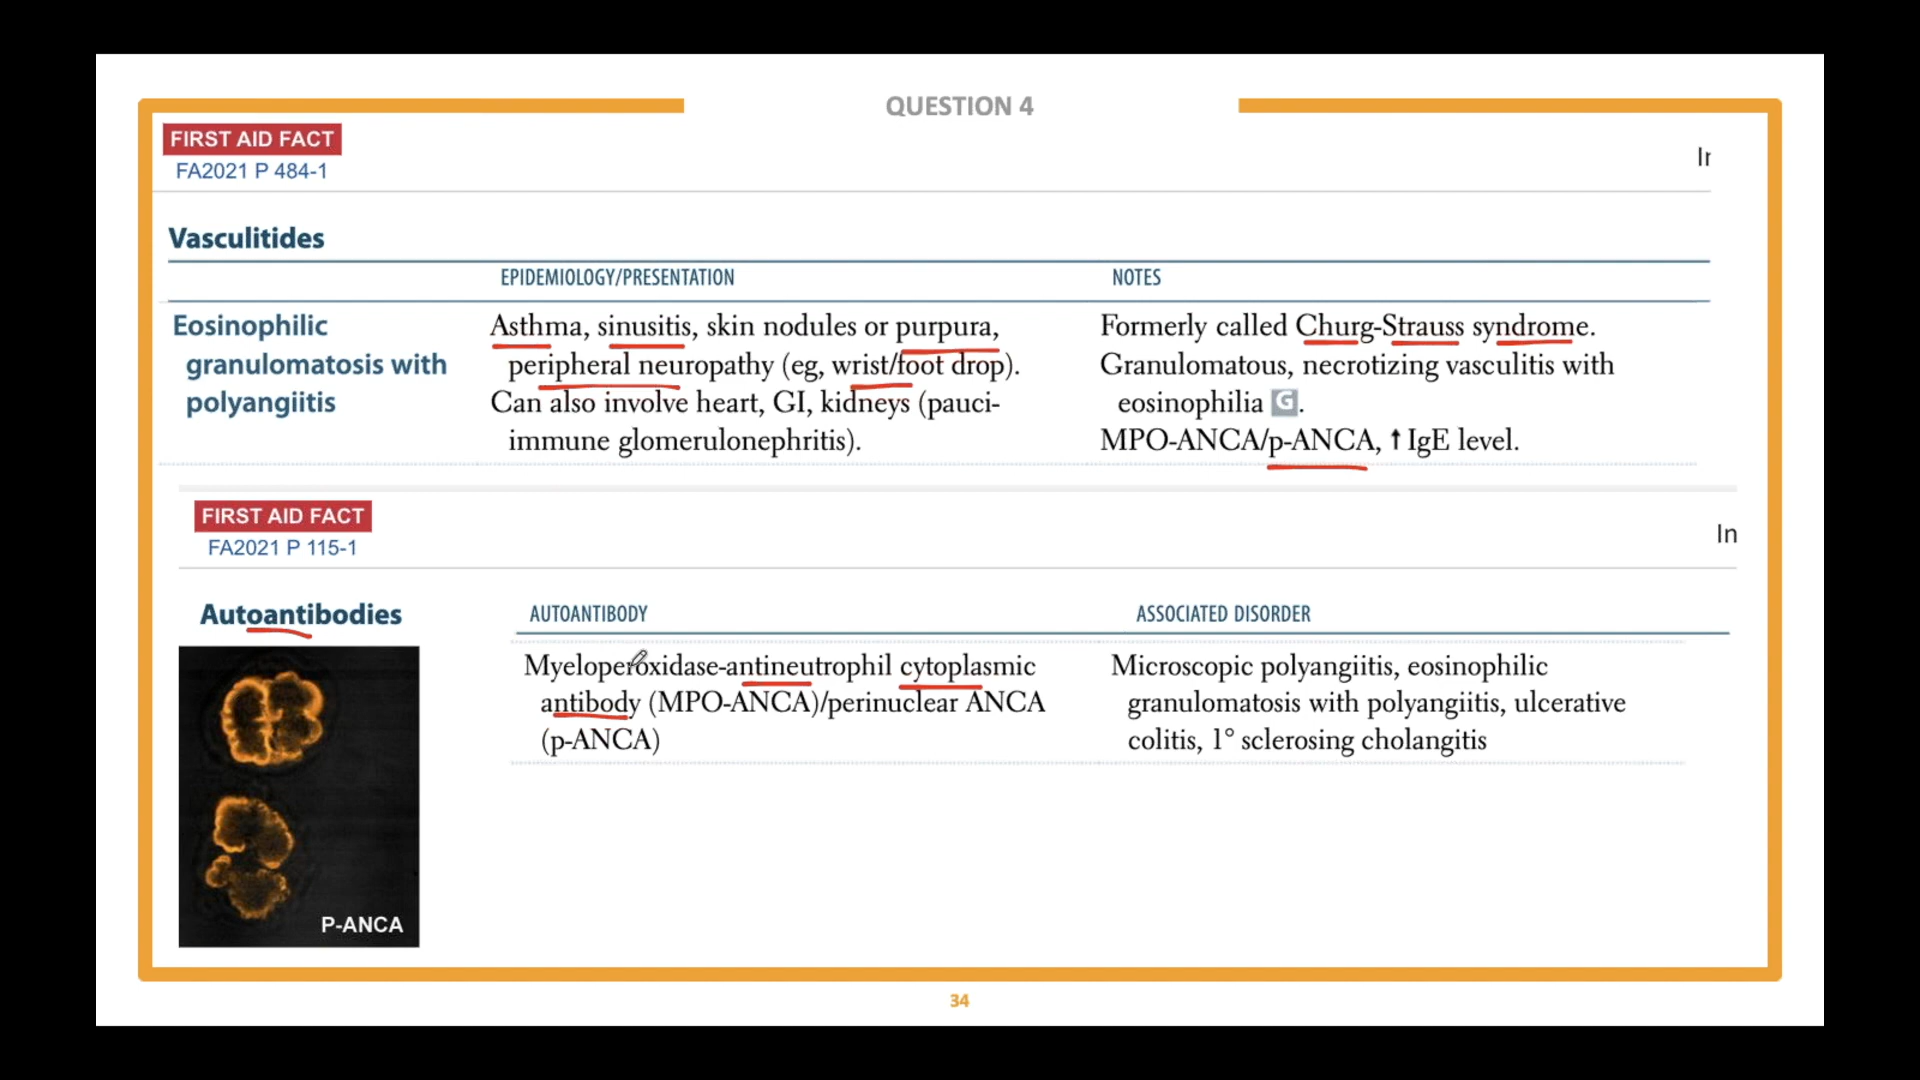 QUESTION 4
FIRST AID FACT
FA2021 P 484-1
Ir
Vasculitides
EPIDEMIOLOGY/PRESENTATION
NOTES
Eosinophilic
granulomatosis with
polyangiitis
Asthma, sinusitis, skin nodules or purpura,
peripheral neuropathy (eg, wrist/foot drop).
Can also involve heart, GI, kidneys (pauci-
immune glomerulonephritis).
Formerly called Churg-Strauss syndrome.
Granulomatous, necrotizing vasculitis with
eosinophilia G.
MPO-ANCA/p-ANCA, ↑ IgE level.
FIRST AID FACT
FA2021 P 115-1
In
Autoantibodies
AUTOANTIBODY
ASSOCIATED DISORDER
Myeloperoxidase-antineutrophil cytoplasmic
antibody (MPO-ANCA)/perinuclear ANCA
(p-ANCA)
Microscopic polyangiitis, eosinophilic
granulomatosis with polyangiitis, ulcerative
colitis, 1° sclerosing cholangitis
P-ANCA
34